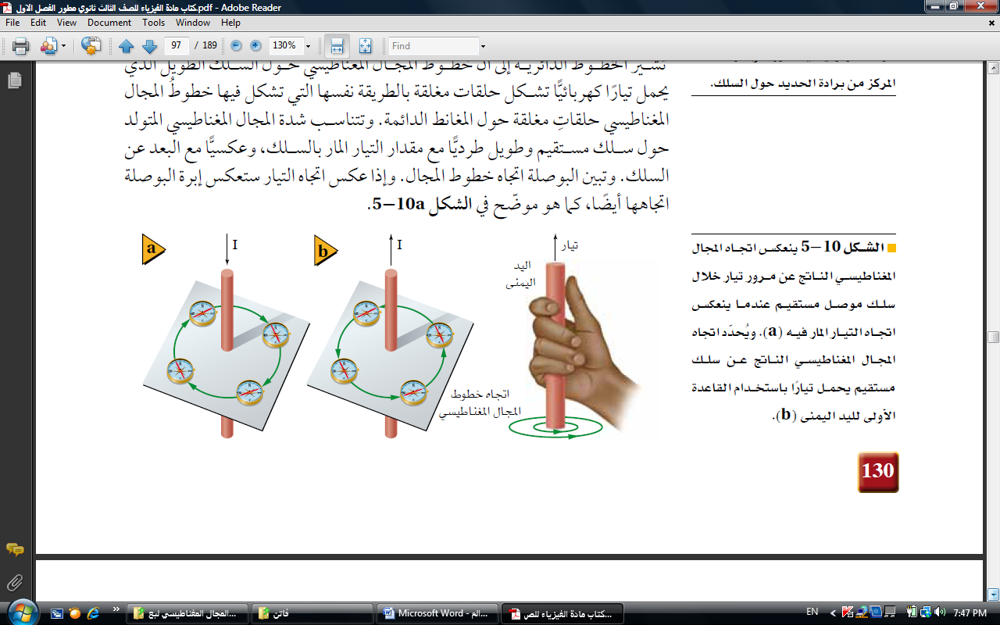 كتاب مادة الفيزياء للصف الثالث ثانوي مطور الفصل الاول.pdf - Adobe Reader
File Edit View Document Tools Window Help
97 / 189 130% Find
تشير الخطوط الدائرية إلى أن خطوط المجال المغناطيسي حول السلك الطويل الذي
يحمل تيارًا كهربائيًّا تشكل حلقات مغلقة بالطريقة نفسها التي تشكل فيها خطوطُ المجال
المغناطيسي حلقاتٍ مغلقة حول المغانط الدائمة. وتتناسب شدة المجال المغناطيسي المتولد
حول سلك مستقيم وطويل طرديًّا مع مقدار التيار المار بالسلك، وعكسيًّا مع البعد عن
السلك. وتبين البوصلة اتجاه خطوط المجال. وإذا عكس اتجاه التيار ستعكس إبرة البوصلة
اتجاهها أيضًا، كما هو موضّح في الشكل 5–10a.
المركز من برادة الحديد حول السلك.
a
I
b
I
تيار
اليد
اليمنى
اتجاه خطوط
المجال المغناطيسي
الشكل 10–5 ينعكس اتجاه المجال
المغناطيسي الناتج عن مرور تيار خلال
سلك موصل مستقيم عندما ينعكس
اتجاه التيار المار فيه (a). ويُحدّد اتجاه
المجال المغناطيسي الناتج عن سلك
مستقيم يحمل تيارًا باستخدام القاعدة
الأولى لليد اليمنى (b).
130
المجال المغناطيسي لبح...
فاتن
Microsoft Word - الم...
كتاب مادة الفيزياء للص...
EN
7:47 PM